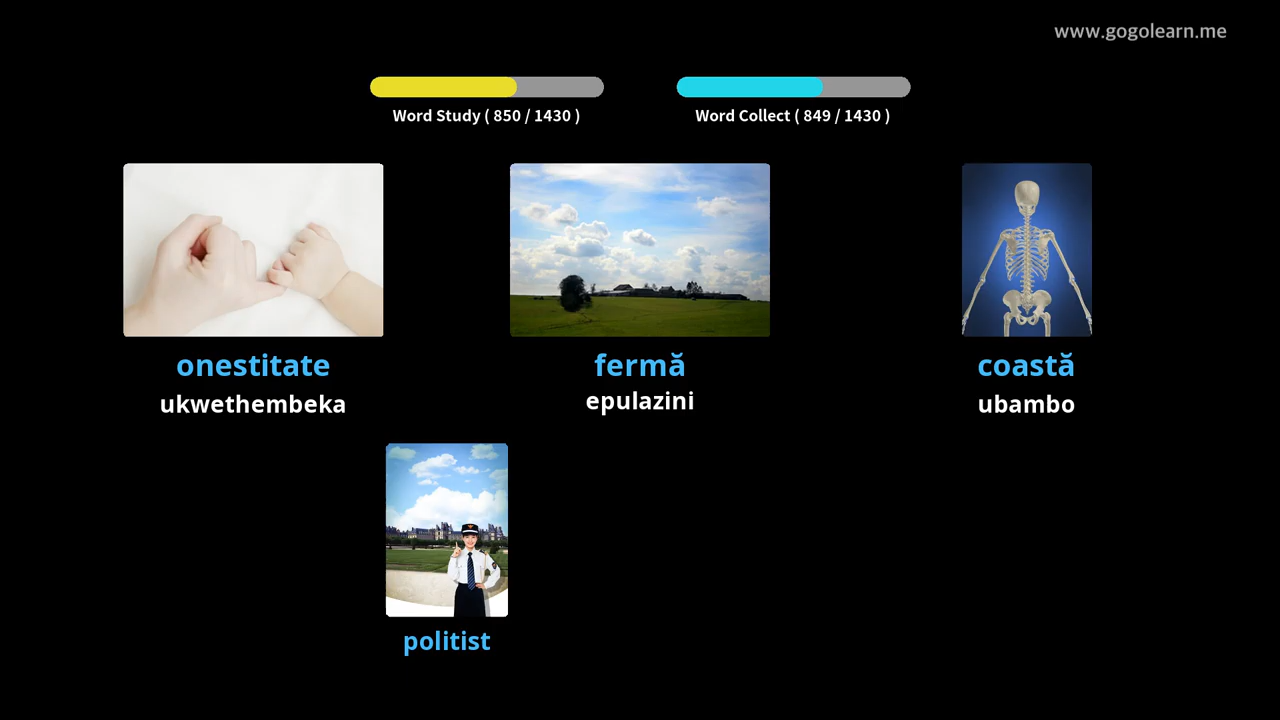 www.gogolearn.me
Word Study ( 850 / 1430 )
Word Collect ( 849 / 1430 )
onestitate
ukwethembeka
fermă
epulazini
coastă
ubambo
politist